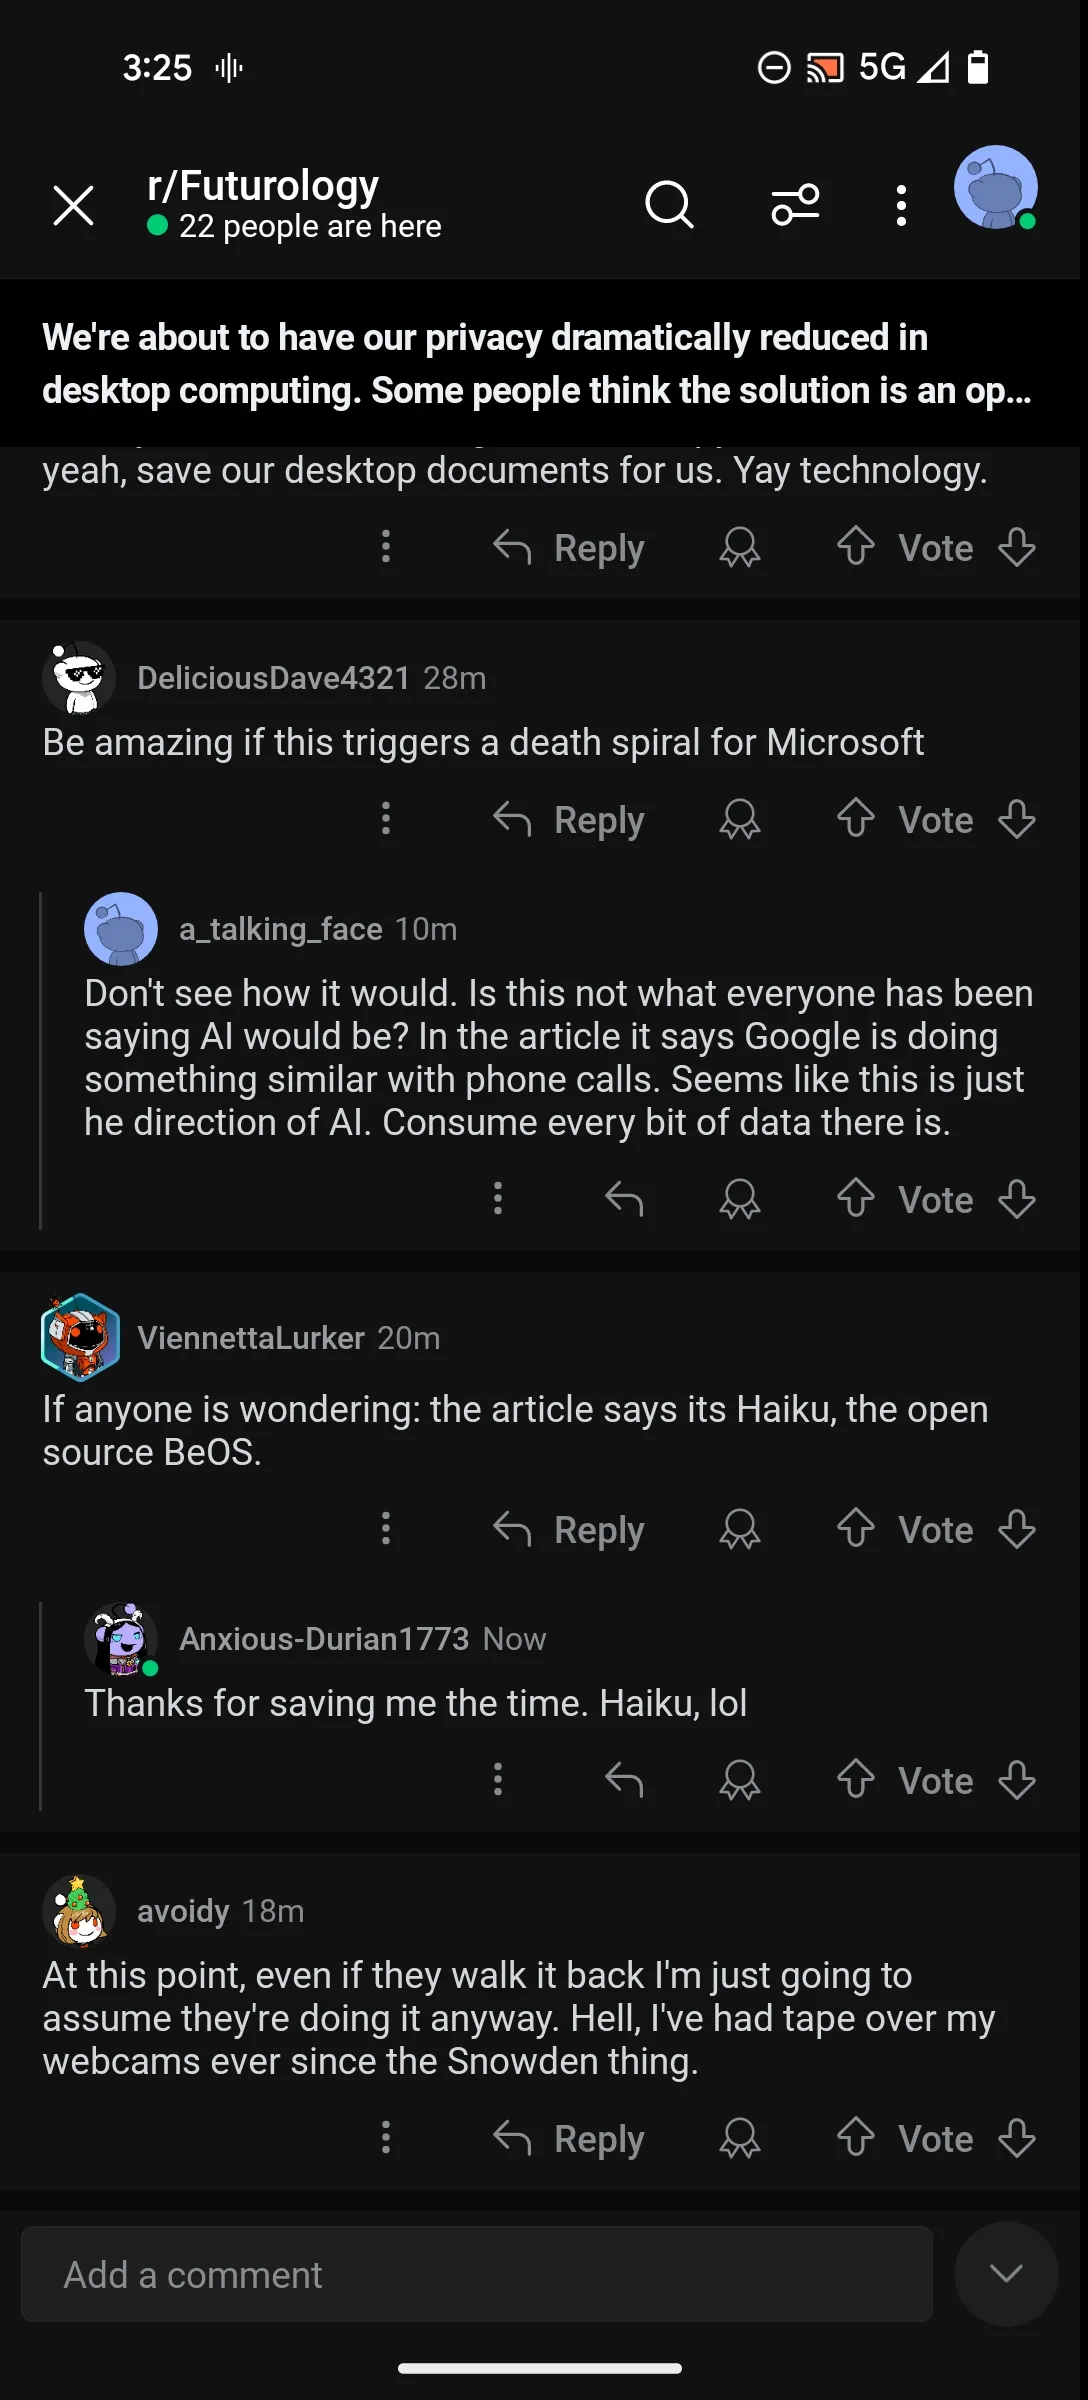 3:25
5G
r/Futurology
22 people are here
We're about to have our privacy dramatically reduced in
desktop computing. Some people think the solution is an op...
yeah, save our desktop documents for us. Yay technology.
Reply
Vote
DeliciousDave4321 28m
Be amazing if this triggers a death spiral for Microsoft
Reply
Vote
a_talking_face 10m
Don't see how it would. Is this not what everyone has been
saying AI would be? In the article it says Google is doing
something similar with phone calls. Seems like this is just
he direction of AI. Consume every bit of data there is.
Vote
ViennettaLurker 20m
If anyone is wondering: the article says its Haiku, the open
source BeOS.
Reply
Vote
Anxious-Durian1773 Now
Thanks for saving me the time. Haiku, lol
Vote
avoidy 18m
At this point, even if they walk it back I'm just going to
assume they're doing it anyway. Hell, I've had tape over my
webcams ever since the Snowden thing.
Reply
Vote
Add a comment